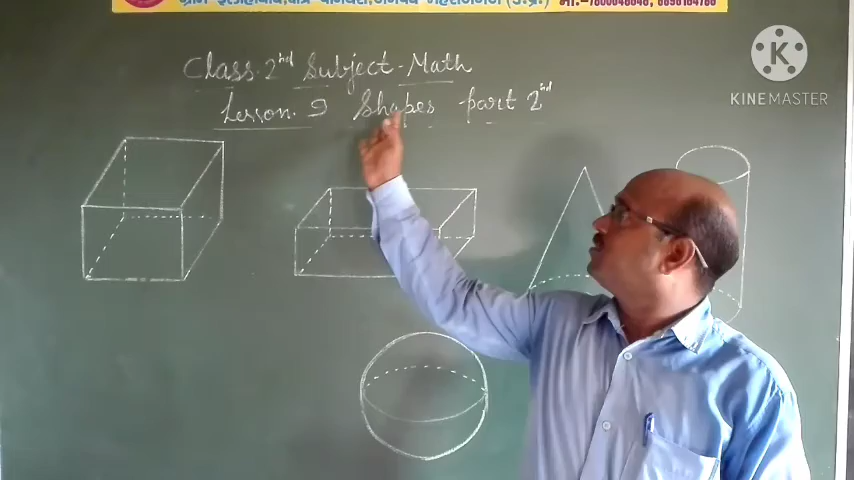 Class. 2nd Subject - Math
Lesson. 9 Shapes part 2nd
KINEMASTER